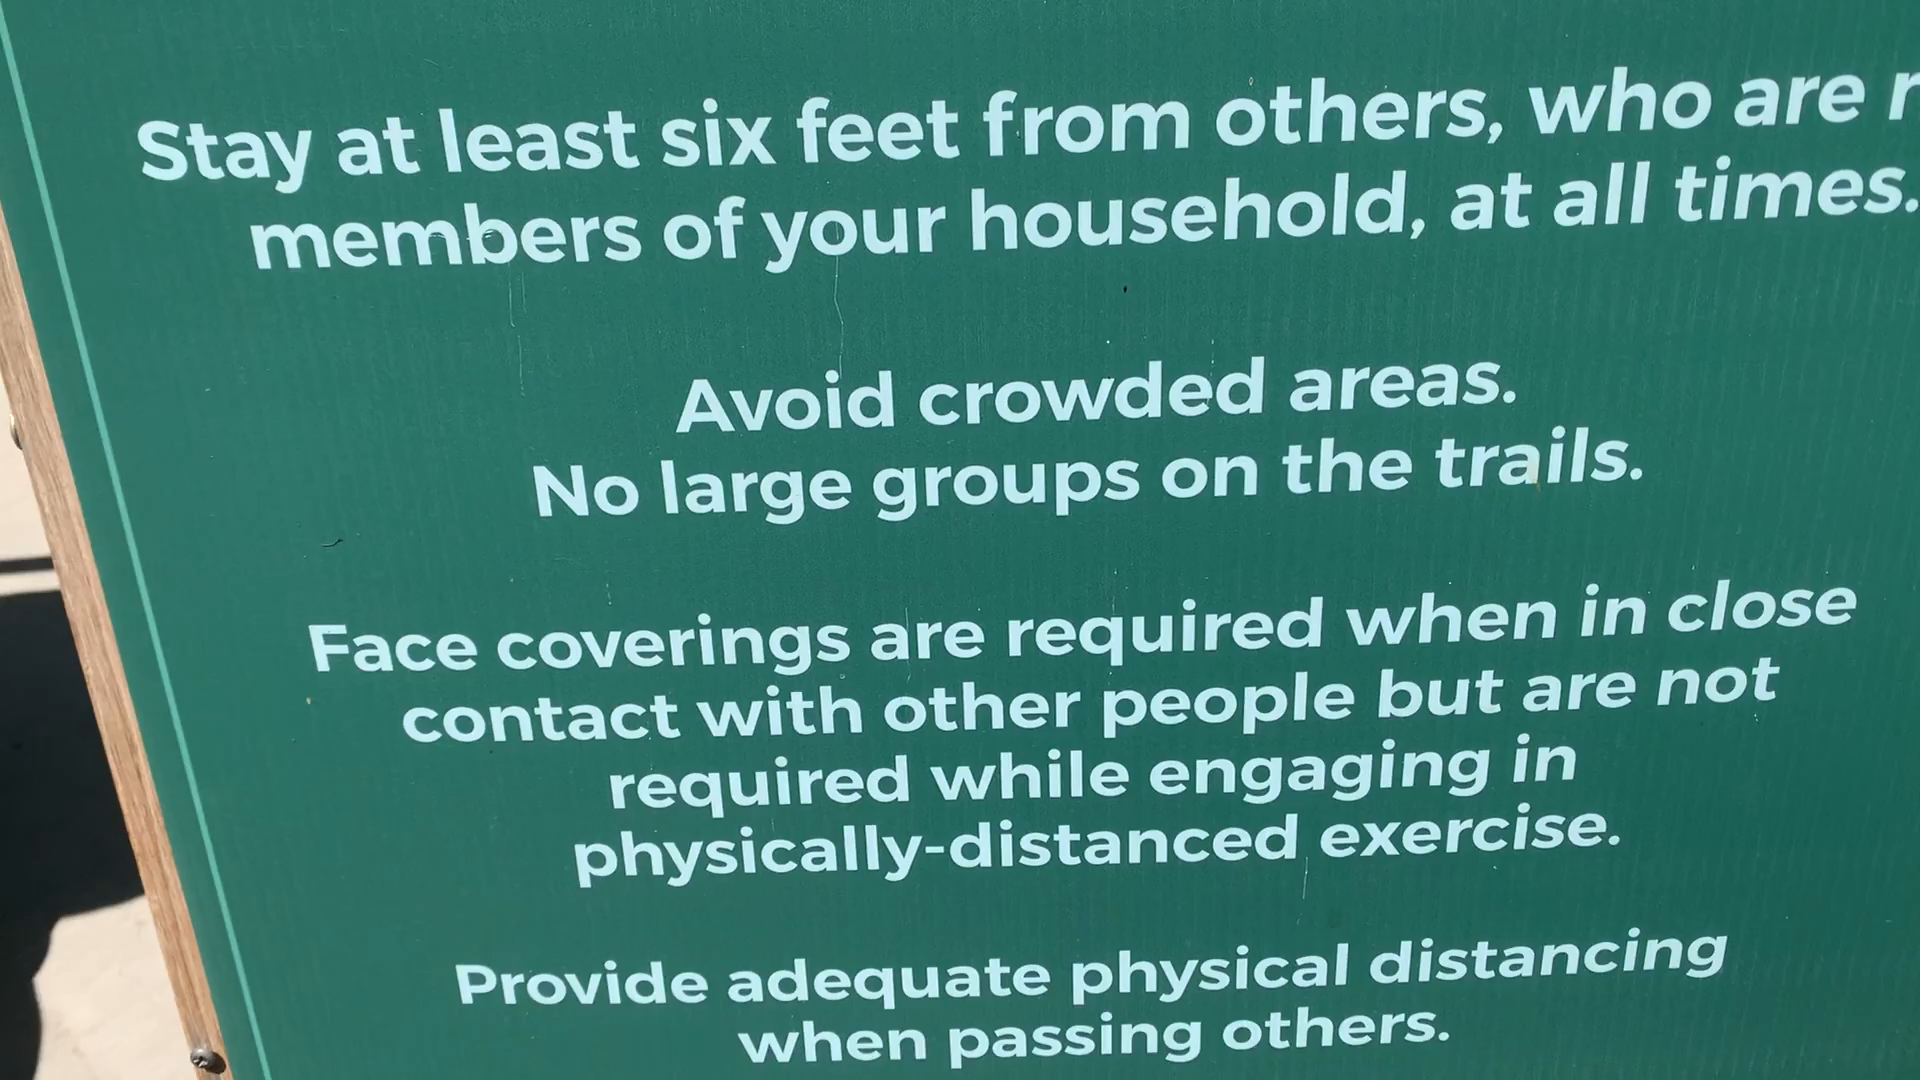 Stay at least six feet from others, who are
members of your household, at all times.
Avoid crowded areas.
No large groups on the trails.
Face coverings are required when in close
contact with other people but are not
required while engaging in
physically-distanced exercise.
Provide adequate physical distancing
when passing others.